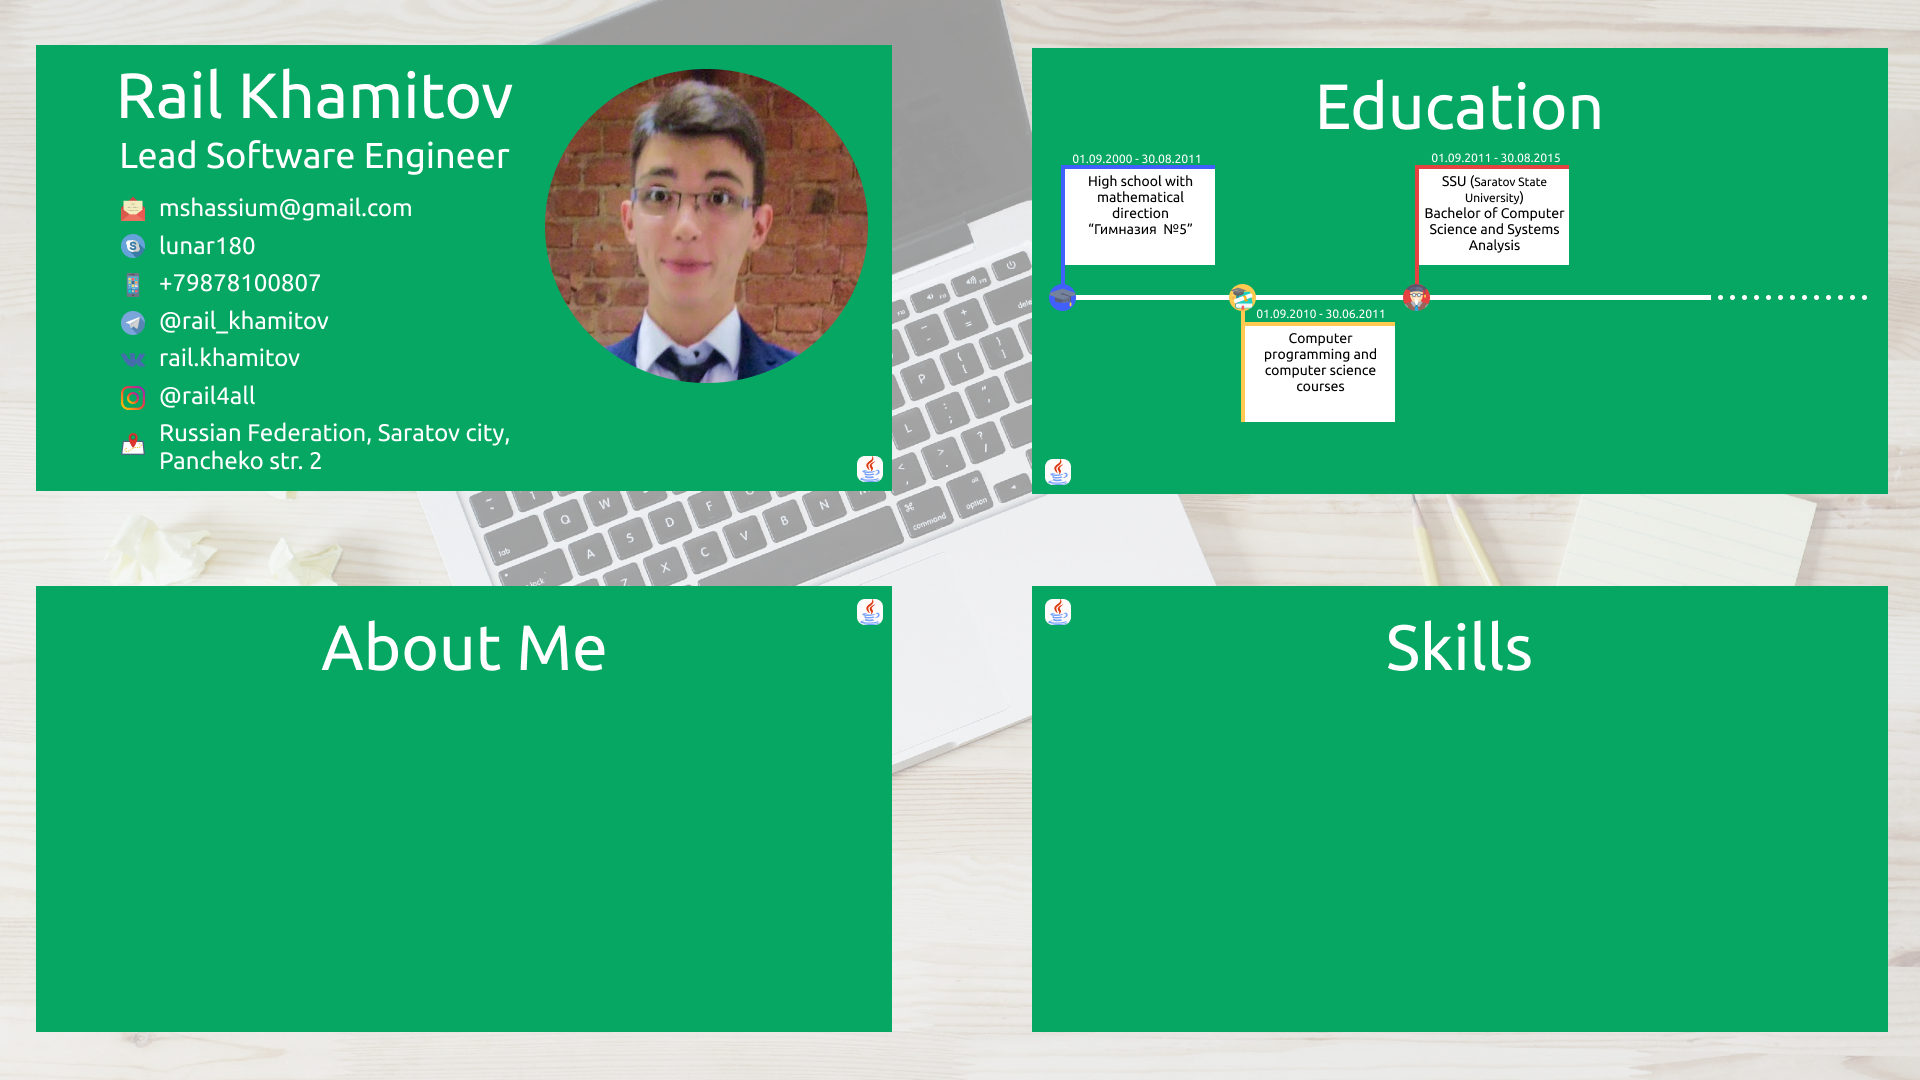 Rail Khamitov
Lead Software Engineer
mshassium@gmail.com
lunar180
+79878100807
@rail_khamitov
rail.khamitov
@rail4all
Russian Federation, Saratov city,
Pancheko str. 2
Education
01.09.2000 - 30.08.2011
High school with
mathematical
direction
“Гимназия №5”
01.09.2010 - 30.06.2011
Computer
programming and
computer science
courses
01.09.2011 - 30.08.2015
SSU (Saratov State
University)
Bachelor of Computer
Science and Systems
Analysis
About Me
Skills
tab
Q
W
A
S
D
F
X
C
V
B
N
P
L
command
option